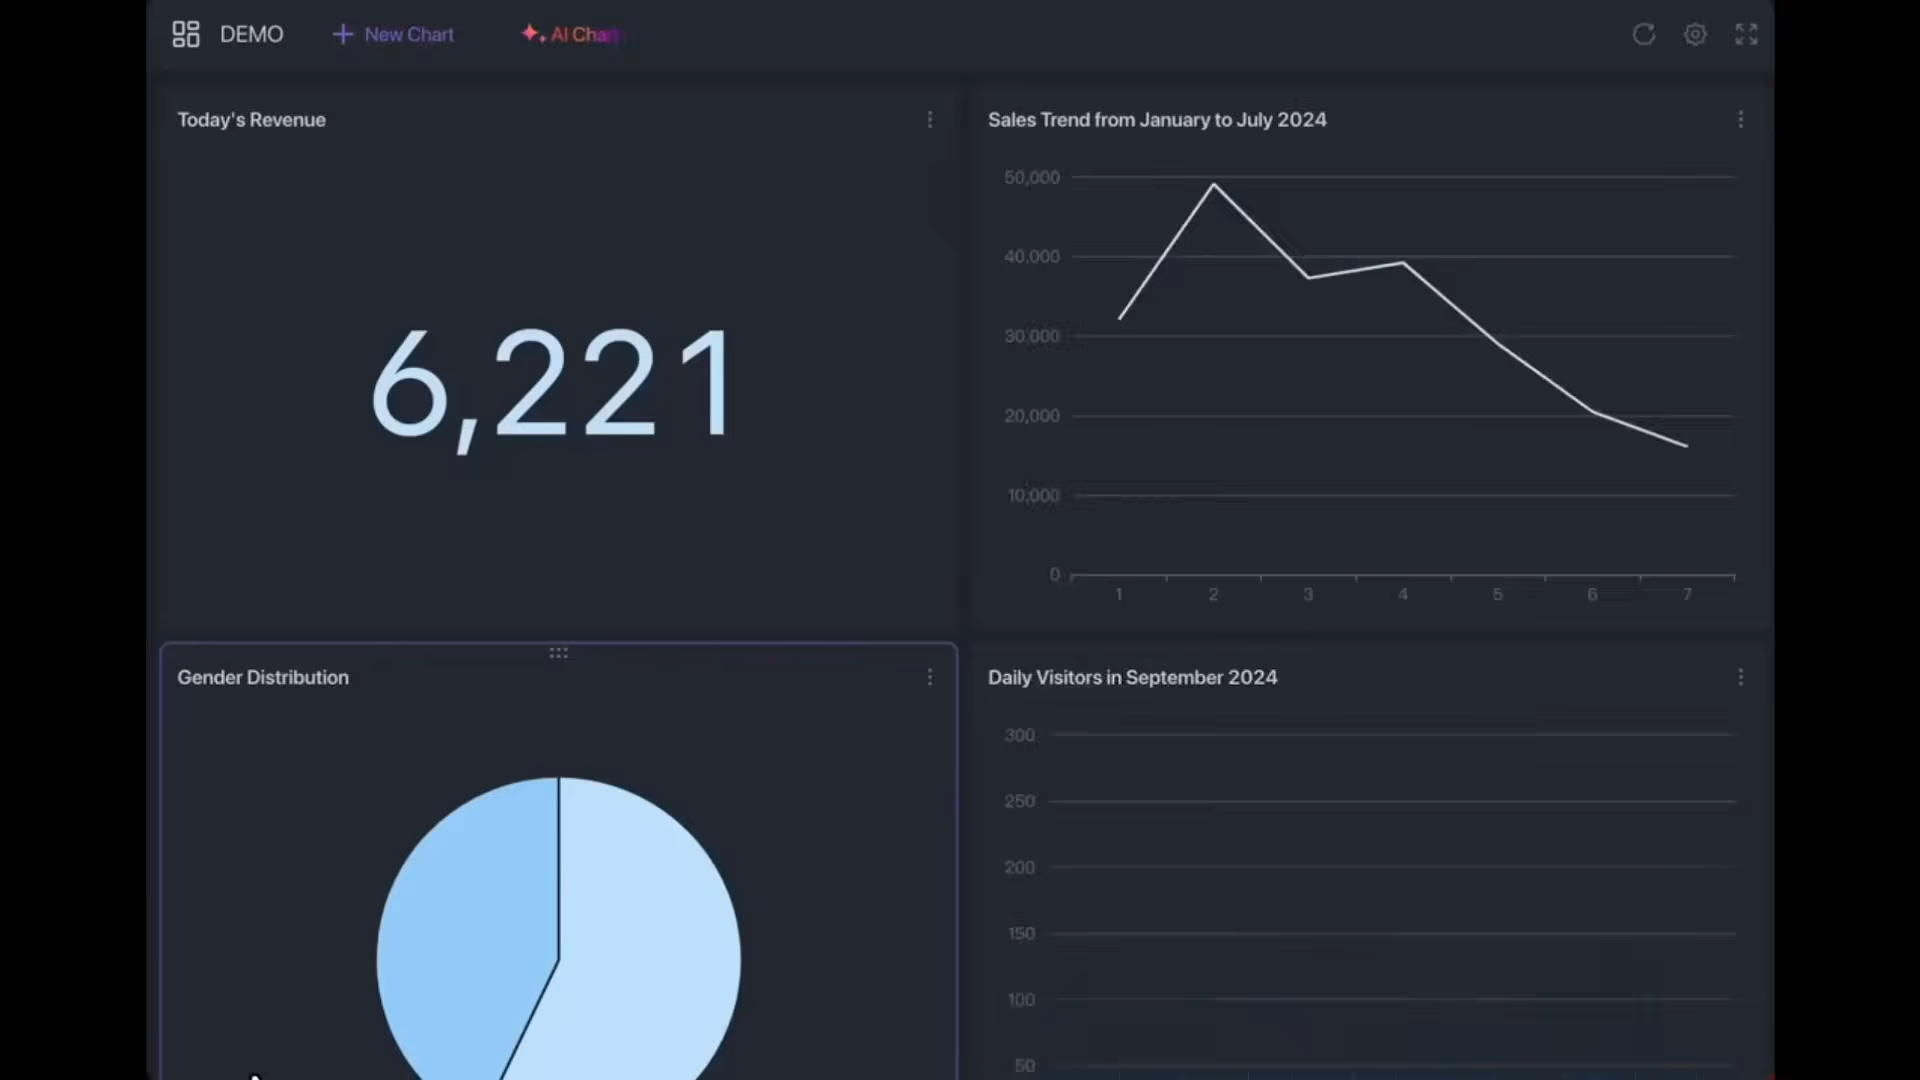 DEMO
New Chart
AI Chart
Today's Revenue
6,221
Sales Trend from January to July 2024
50,000
40,000
30,000
20,000
10,000
0
1 2 3 4 5 6 7
Gender Distribution
Daily Visitors in September 2024
300
250
200
150
100
50